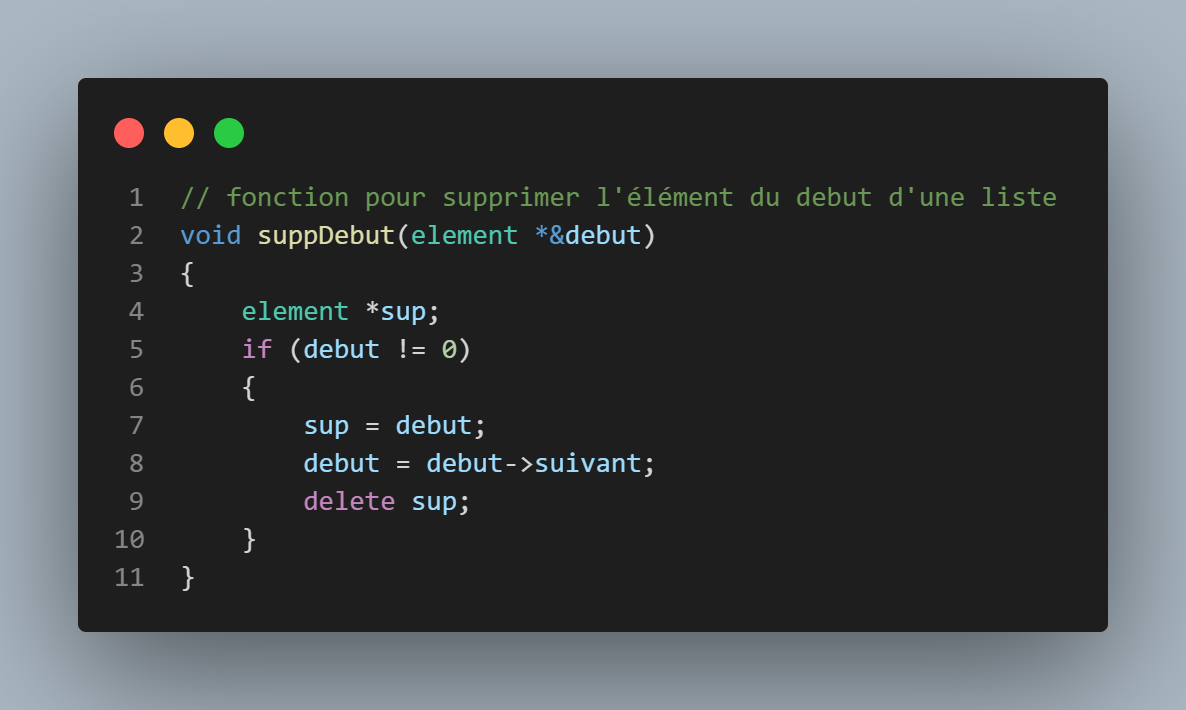 1 // fonction pour supprimer l'élément du debut d'une liste
2 void suppDebut(element *&debut)
3 {
4     element *sup;
5     if (debut != 0)
6     {
7         sup = debut;
8         debut = debut->suivant;
9         delete sup;
10     }
11 }